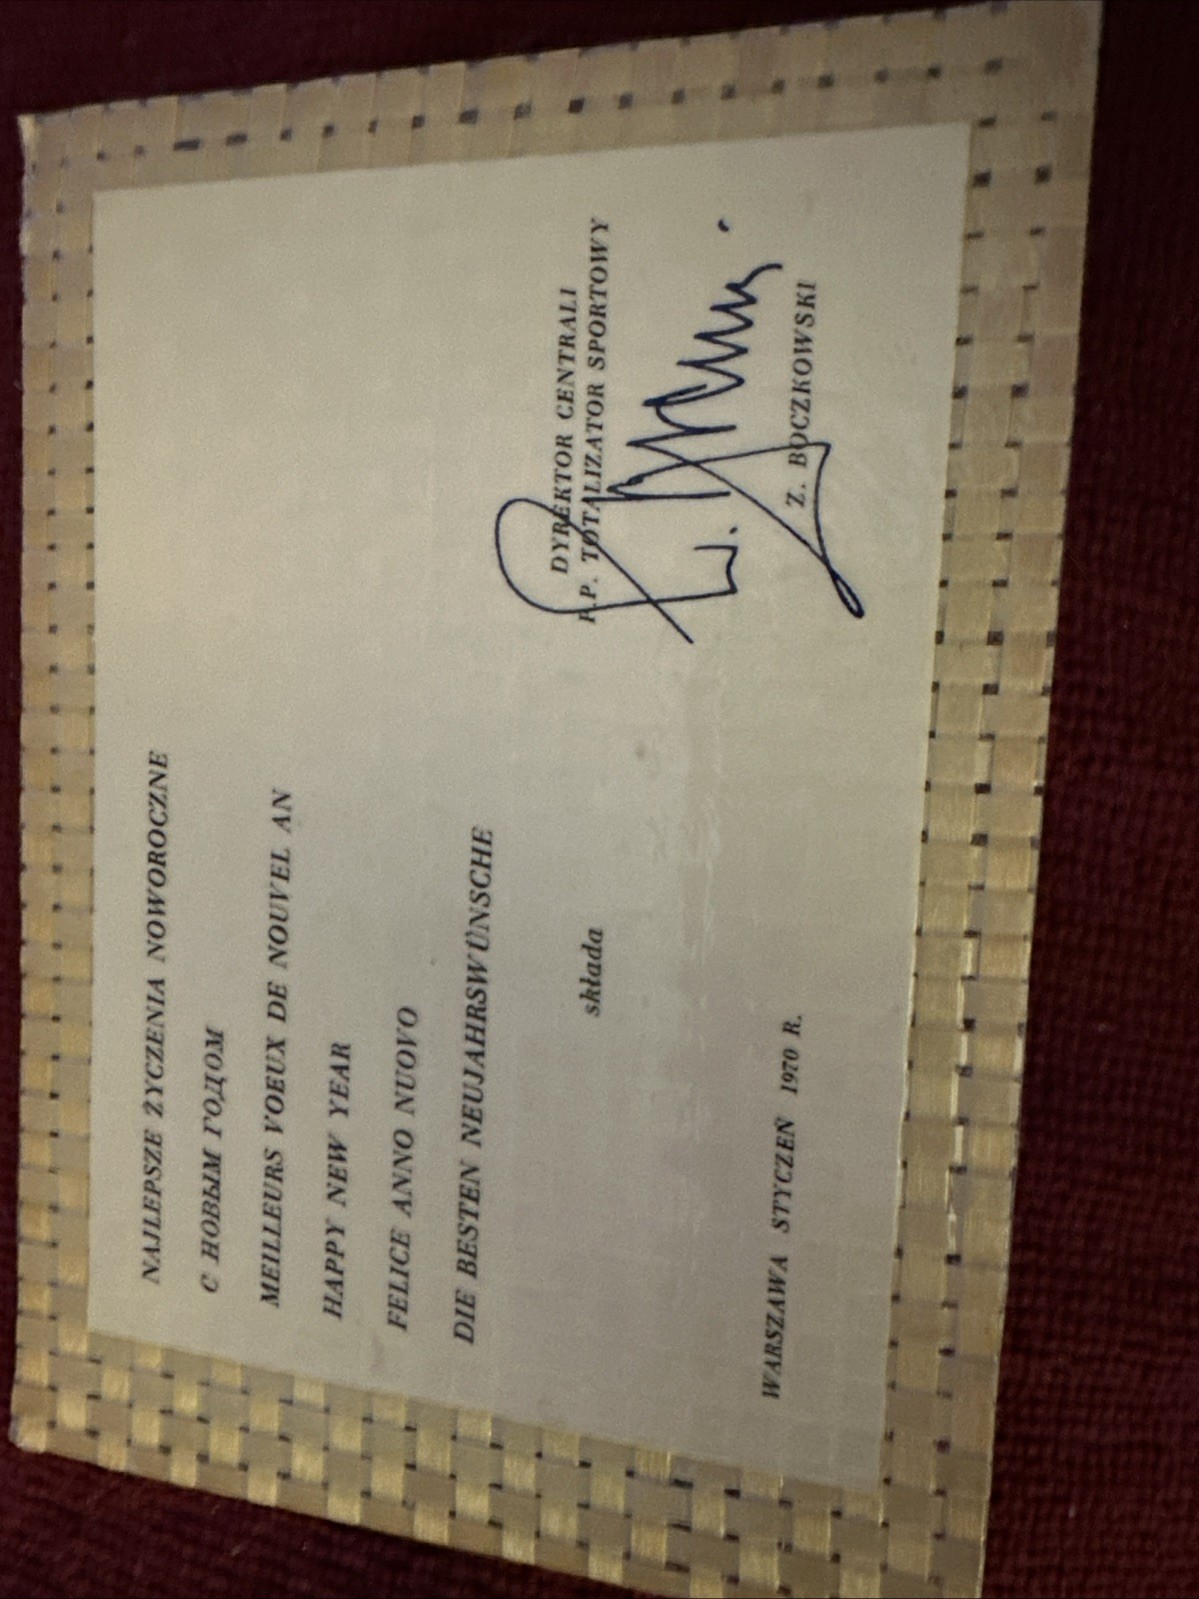 NAJLEPSZE ŻYCZENIA NOWOROCZNE
С НОВЫМ ГОДОМ
MEILLEURS VOEUX DE NOUVEL AN
HAPPY NEW YEAR
FELICE ANNO NUOVO
DIE BESTEN NEUJAHRSWÜNSCHE
składa
DYREKTOR CENTRALI
P.P. TOTALIZATOR SPORTOWY
Z. BOCZKOWSKI
WARSZAWA STYCZEŃ 1970 R.